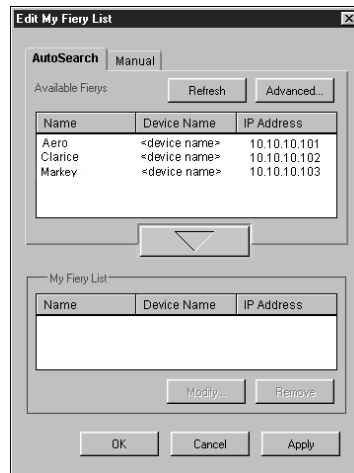 Edit My Fiery List
AutoSearch Manual
Available Fierys Refresh Advanced...
Name Device Name IP Address
Aero <device name> 10.10.10.101
Clarice <device name> 10.10.10.102
Markey <device name> 10.10.10.103
My Fiery List
Name Device Name IP Address
Modify... Remove
OK Cancel Apply